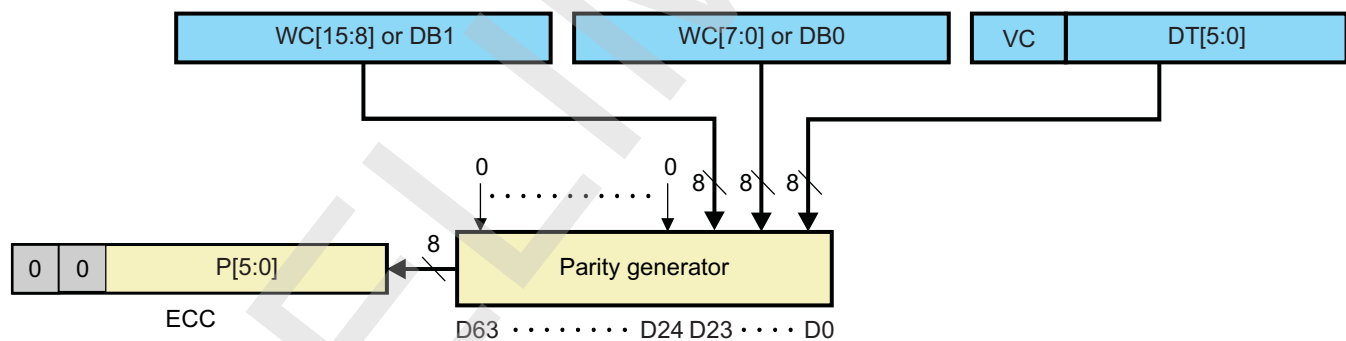 WC[15:8] or DB1 WC[7:0] or DB0 VC DT[5:0]
0 0 8 8 8
0 0 P[5:0] 8 Parity generator
ECC
D63 D24 D23 D0